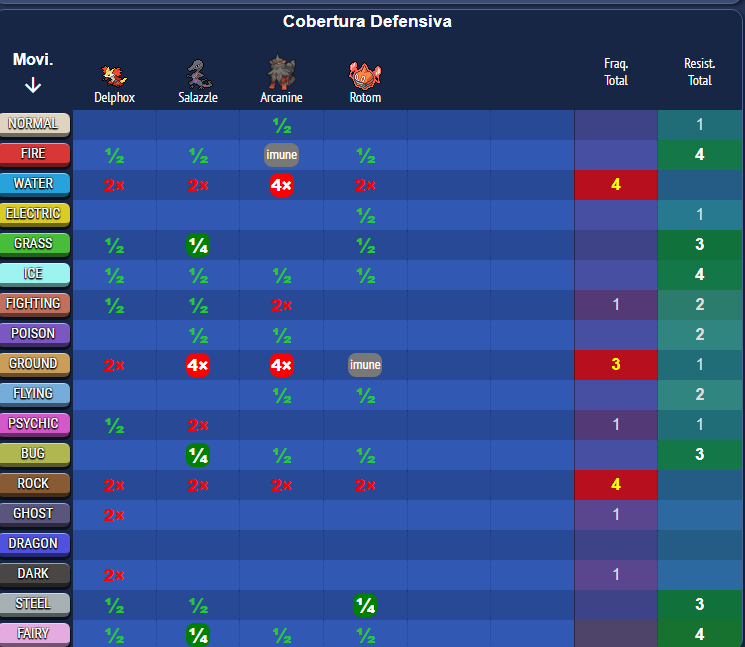 Cobertura Defensiva
Movi. Fraq. Total Resist. Total
↓ Delphox Salazzle Arcanine Rotom
NORMAL ½ 1
FIRE ½ ½ imune ½ 4
WATER 2× 2× 4× 2× 4
ELECTRIC ½ 1
GRASS ½ ¼ ½ 3
ICE ½ ½ ½ ½ 4
FIGHTING ½ ½ 2× 1 2
POISON ½ ½ 2
GROUND 2× 4× 4× imune 3 1
FLYING ½ ½ 2
PSYCHIC ½ 2× 1 1
BUG ¼ ½ ½ 3
ROCK 2× 2× 2× 2× 4
GHOST 2× 1
DRAGON
DARK 2× 1
STEEL ½ ½ ¼ 3
FAIRY ½ ¼ ½ ½ 4